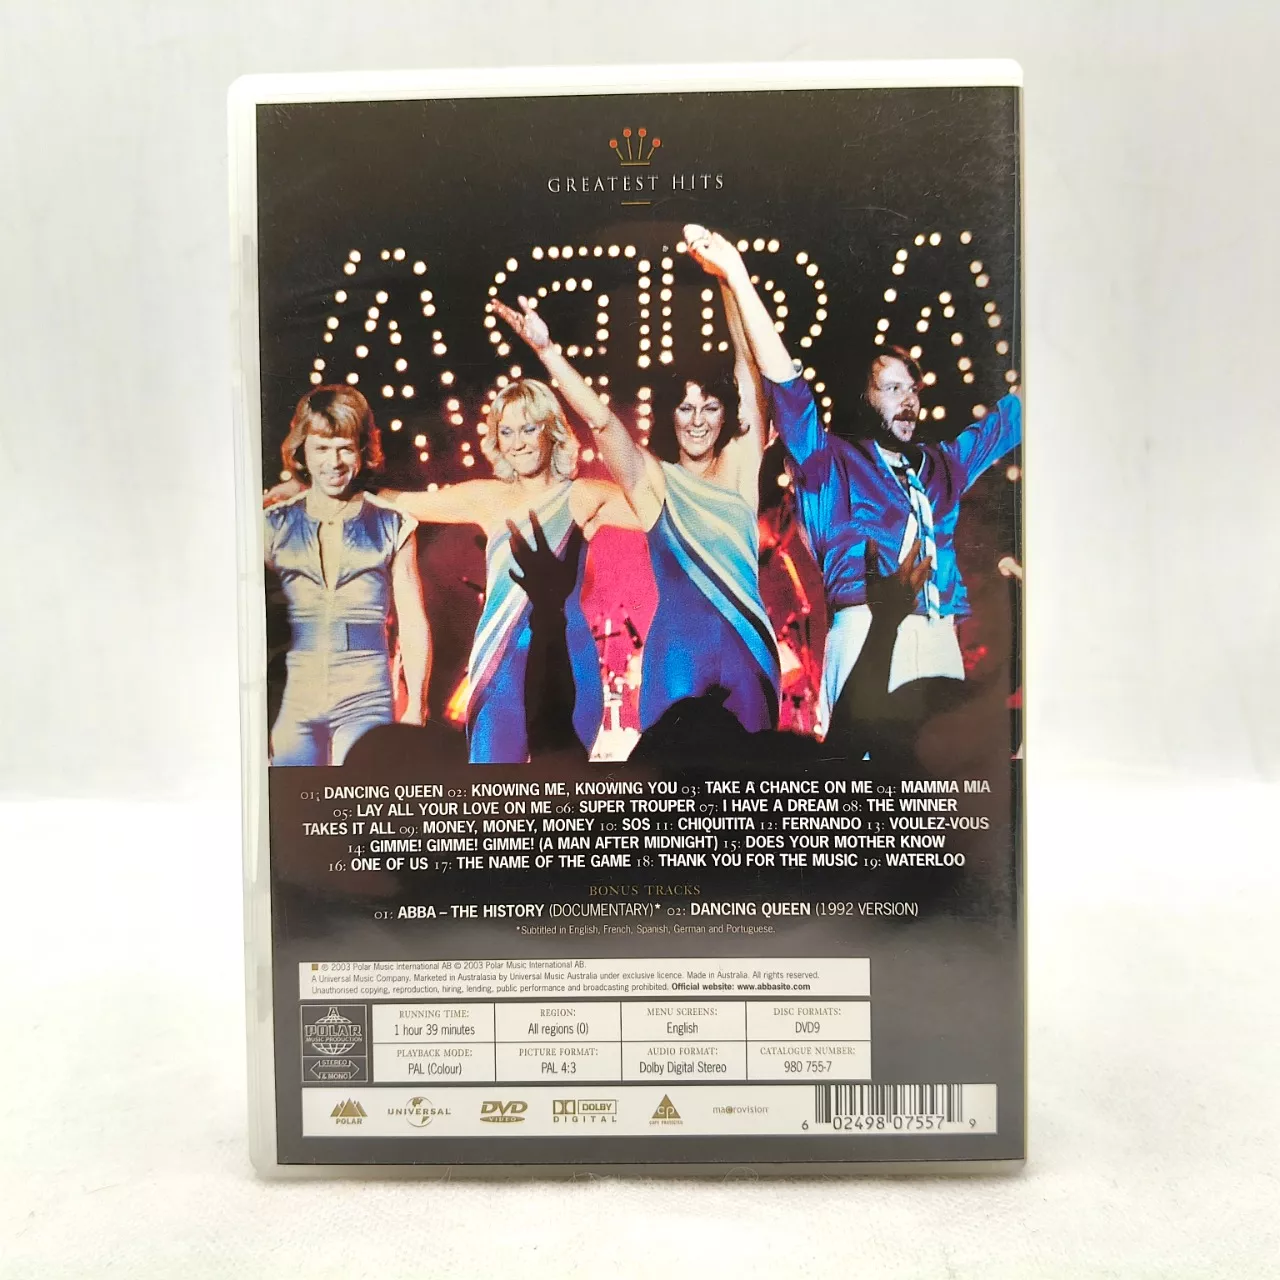 GREATEST HITS
ABBA
01: DANCING QUEEN 02: KNOWING ME, KNOWING YOU 03: TAKE A CHANCE ON ME 04: MAMMA MIA
05: LAY ALL YOUR LOVE ON ME 06: SUPER TROUPER 07: I HAVE A DREAM 08: THE WINNER
TAKES IT ALL 09: MONEY, MONEY, MONEY 10: SOS 11: CHIQUITITA 12: FERNANDO 13: VOULEZ-VOUS
14: GIMME! GIMME! GIMME! (A MAN AFTER MIDNIGHT) 15: DOES YOUR MOTHER KNOW
16: ONE OF US 17: THE NAME OF THE GAME 18: THANK YOU FOR THE MUSIC 19: WATERLOO
BONUS TRACKS
01: ABBA – THE HISTORY (DOCUMENTARY)* 02: DANCING QUEEN (1992 VERSION)
*Subtitled in English, French, Spanish, German and Portuguese.
℗ 2003 Polar Music International AB © 2003 Polar Music International AB.
A Universal Music Company. Marketed in Australasia by Universal Music Australia under exclusive licence. Made in Australia. All rights reserved.
Unauthorised copying, reproduction, hiring, lending, public performance and broadcasting prohibited. Official website: www.abbasite.com
A
POLAR
MUSIC PRODUCTION
STEREO
& MONO
RUNNING TIME:
1 hour 39 minutes
REGION:
All regions (0)
MENU SCREENS:
English
DISC FORMATS:
DVD9
PLAYBACK MODE:
PAL (Colour)
PICTURE FORMAT:
PAL 4:3
AUDIO FORMAT:
Dolby Digital Stereo
CATALOGUE NUMBER:
980 755-7
POLAR
UNIVERSAL
DVD
VIDEO
DOLBY
DIGITAL
CP
COPY PROTECTED
macrovision
6 02498 07557 9